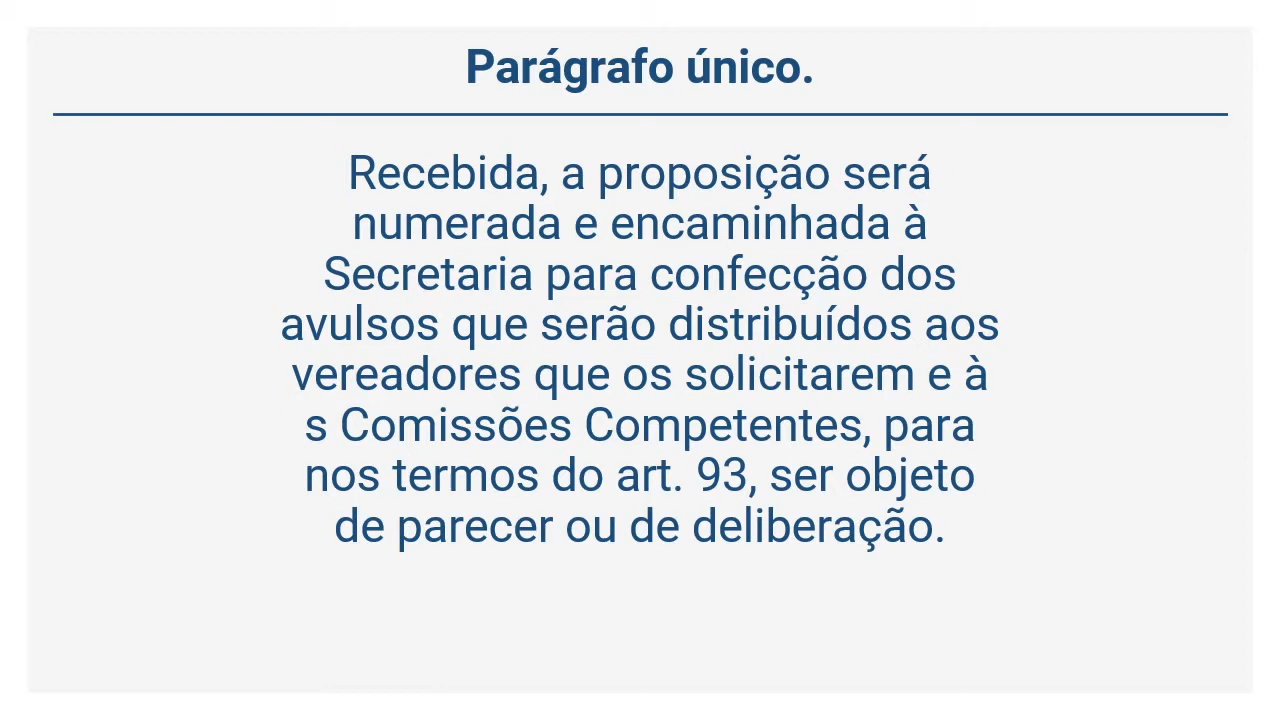 Parágrafo único.
Recebida, a proposição será
numerada e encaminhada à
Secretaria para confecção dos
avulsos que serão distribuídos aos
vereadores que os solicitarem e à
s Comissões Competentes, para
nos termos do art. 93, ser objeto
de parecer ou de deliberação.